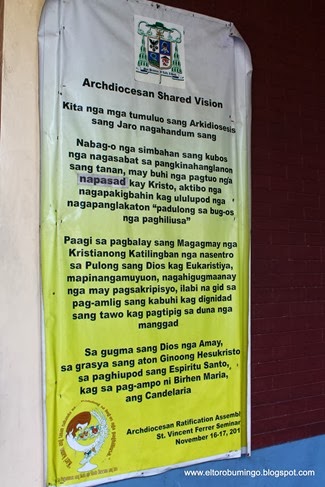 Archdiocesan Shared Vision
Kita nga mga tumuluo sang Arkidiosesis
sang Jaro nagahandum sang
Nabag-o nga simbahan sang kubos
nga nagasabat sa pangkinahanglanon
sang tanan, may buhi nga pagtuo nga
napasad kay Kristo, aktibo nga
nagapakigbahin kag ululupod nga
nagapanglakaton "padulong sa bug-os
nga paghiliusa"
Paagi sa pagbalay sang Magagmay nga
Kristianong Katilingban nga nasentro
sa Pulong sang Dios kag Eukaristiya,
mapinangamuyuon, nagahigugmaanay
nga may pagsakripisyo, ilabi na gid sa
pag-amlig sang kabuhi kag dignidad
sang tawo kag pagtipig sa duna nga
manggad
Sa gugma sang Dios nga Amay,
sa grasya sang aton Ginoong Hesukristo
sa paghiupod sang Espiritu Santo,
kag sa pag-ampo ni Birhen Maria,
ang Candelaria
Archdiocesan Ratification Assembl
St. Vincent Ferrer Seminar
November 16-17, 201
www.eltorobumingo.blogspot.com